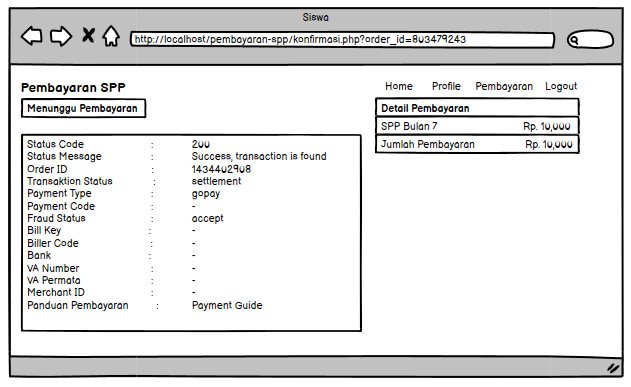 Siswa
http://localhost/pembayaran-spp/konfirmasi.php?order_id=803479243
Pembayaran SPP
Home Profile Pembayaran Logout
Menunggu Pembayaran
Detail Pembayaran
SPP Bulan 7 Rp. 10,000
Jumlah Pembayaran Rp. 10,000
Status Code : 200
Status Message : Success, transaction is found
Order ID : 1434402908
Transaktion Status : settlement
Payment Type : gopay
Payment Code : -
Fraud Status : accept
Bill Key : -
Biller Code : -
Bank : -
VA Number : -
VA Permata : -
Merchant ID : -
Panduan Pembayaran : Payment Guide